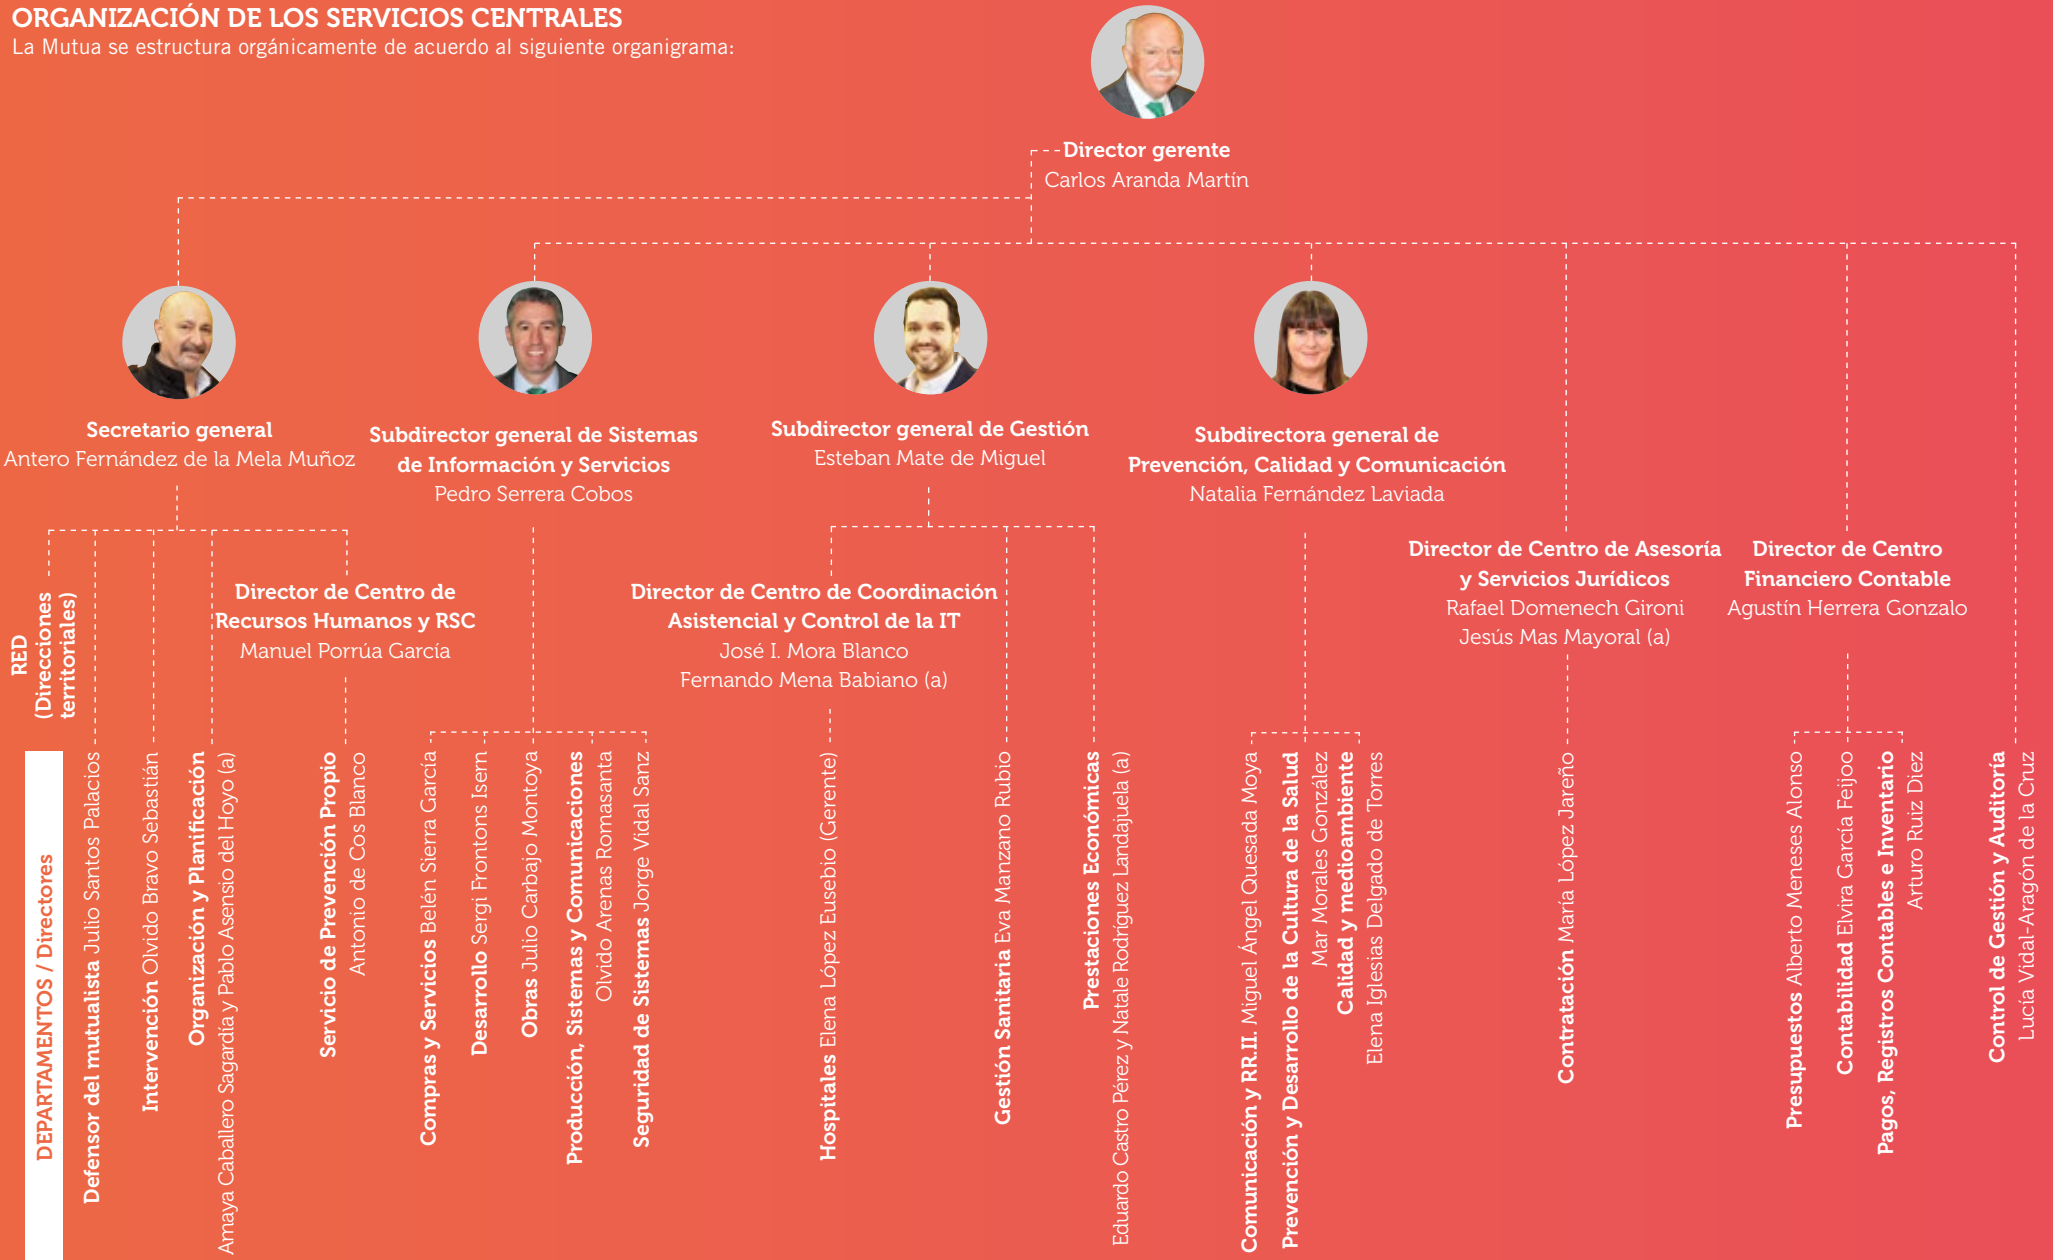 ORGANIZACIÓN DE LOS SERVICIOS CENTRALES
La Mutua se estructura orgánicamente de acuerdo al siguiente organigrama:
Director gerente
Carlos Aranda Martín
Secretario general
Antero Fernández de la Mela Muñoz
Subdirector general de Sistemas
de Información y Servicios
Pedro Serrera Cobos
Subdirector general de Gestión
Esteban Mate de Miguel
Subdirectora general de
Prevención, Calidad y Comunicación
Natalia Fernández Laviada
RED
(Direcciones
territoriales)
Director de Centro de
Recursos Humanos y RSC
Manuel Porrúa García
Director de Centro de Coordinación
Asistencial y Control de la IT
José I. Mora Blanco
Fernando Mena Babiano (a)
Director de Centro de Asesoría
y Servicios Jurídicos
Rafael Domenech Gironi
Jesús Mas Mayoral (a)
Director de Centro
Financiero Contable
Agustín Herrera Gonzalo
DEPARTAMENTOS / Directores
Defensor del mutualista Julio Santos Palacios
Intervención Olvido Bravo Sebastián
Organización y Planificación
Amaya Caballero Sagardía y Pablo Asensio del Hoyo (a)
Servicio de Prevención Propio
Antonio de Cos Blanco
Compras y Servicios Belén Sierra García
Desarrollo Sergi Frontons Isern
Obras Julio Carbajo Montoya
Producción, Sistemas y Comunicaciones
Olvido Arenas Romasanta
Seguridad de Sistemas Jorge Vidal Sanz
Hospitales Elena López Eusebio (Gerente)
Gestión Sanitaria Eva Manzano Rubio
Prestaciones Económicas
Eduardo Castro Pérez y Natale Rodríguez Landajuela (a)
Comunicación y RR.II. Miguel Ángel Quesada Moya
Prevención y Desarrollo de la Cultura de la Salud
Mar Morales González
Calidad y medioambiente
Elena Iglesias Delgado de Torres
Contratación María López Jareño
Presupuestos Alberto Meneses Alonso
Contabilidad Elvira García Feijoo
Pagos, Registros Contables e Inventario
Arturo Ruiz Diez
Control de Gestión y Auditoría
Lucía Vidal-Aragón de la Cruz